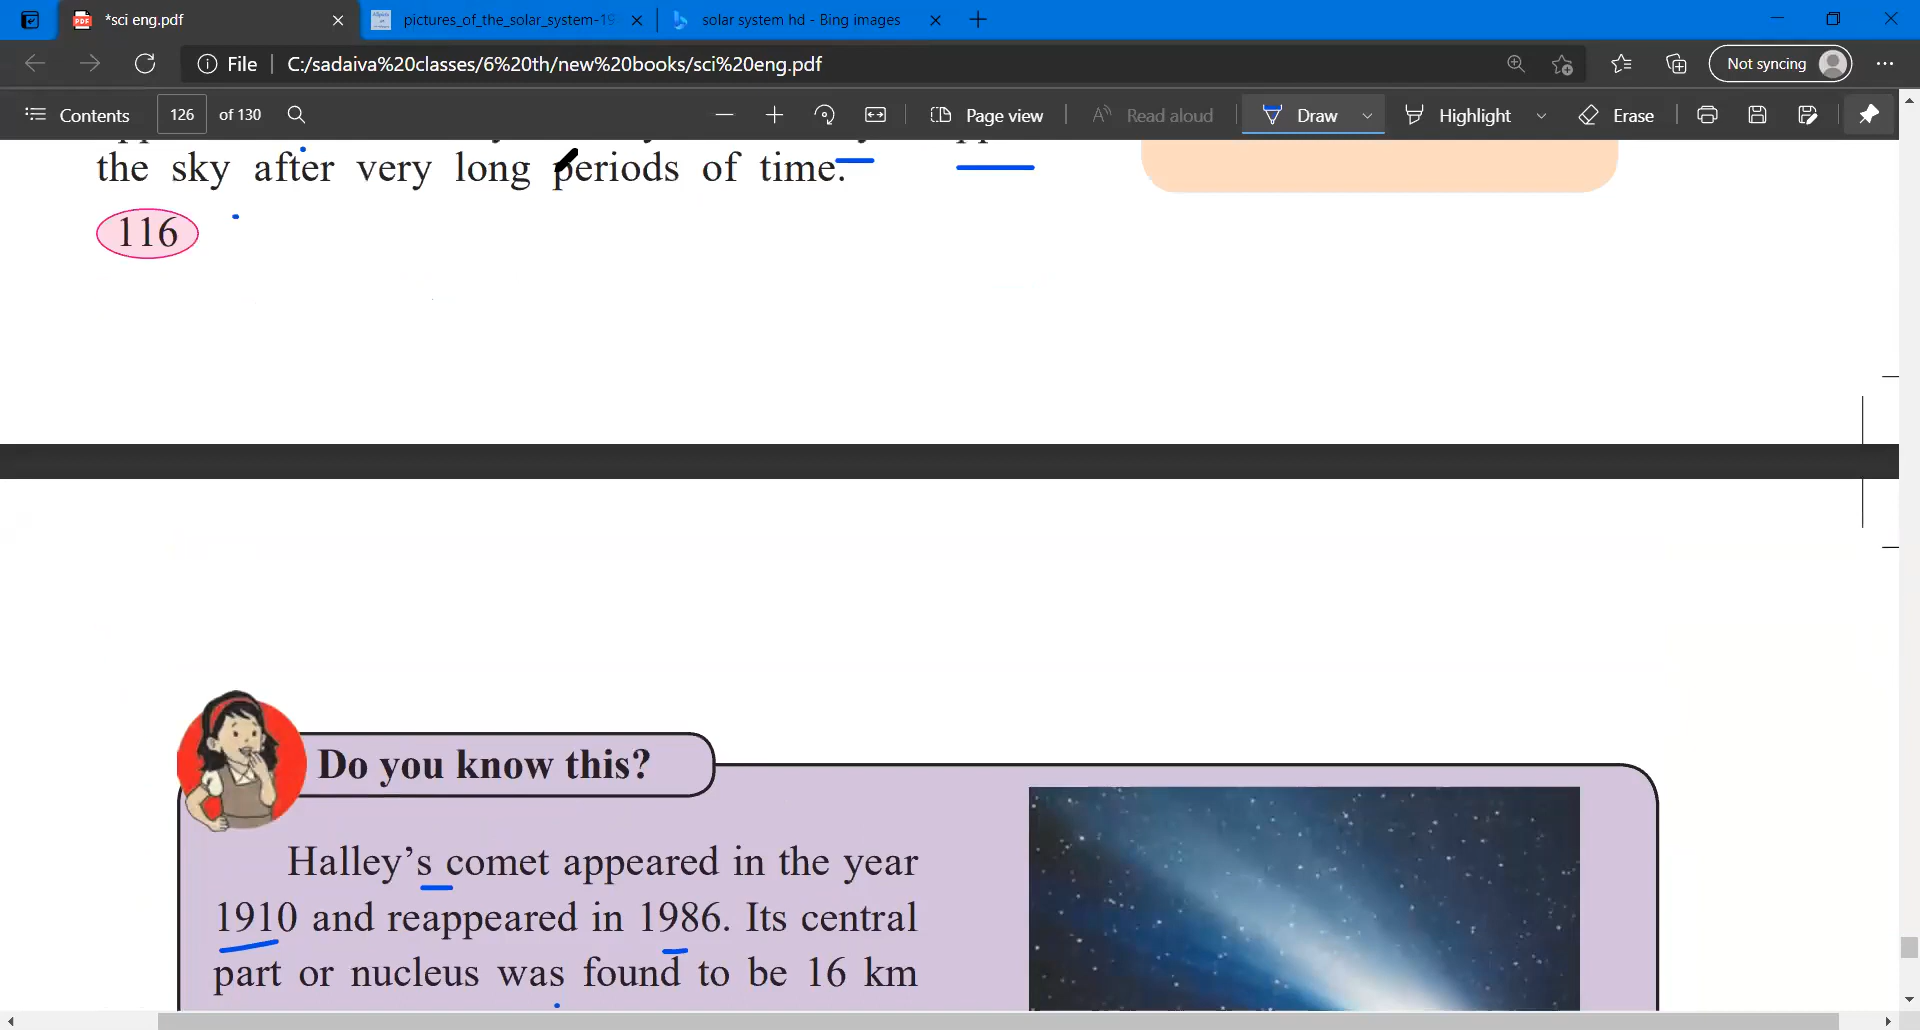 *sci eng.pdf
pictures_of_the_solar_system-19
solar system hd - Bing images
File
C:/sadaiva%20classes/6%20th/new%20books/sci%20eng.pdf
Not syncing
Contents
126 of 130
Page view
Read aloud
Draw
Highlight
Erase
the sky after very long periods of time.
116
Do you know this?
Halley’s comet appeared in the year
1910 and reappeared in 1986. Its central
part or nucleus was found to be 16 km